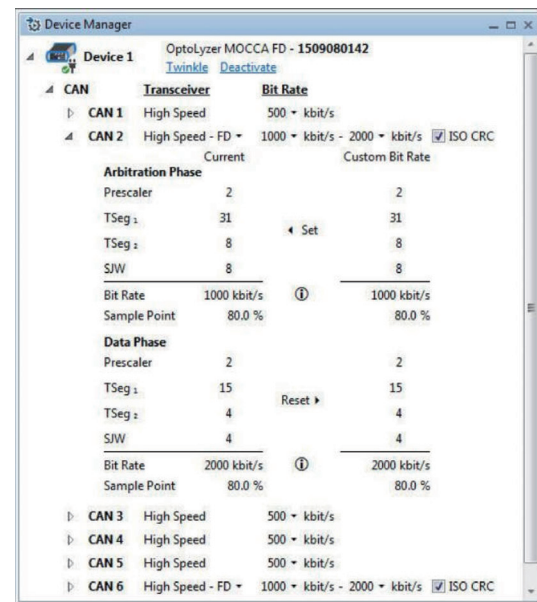 Device Manager
Device 1 OptoLyzer MOCCA FD - 1509080142
Twinkle Deactivate
CAN Transceiver Bit Rate
CAN 1 High Speed 500 kbit/s
CAN 2 High Speed - FD 1000 kbit/s - 2000 kbit/s ISO CRC
Current Custom Bit Rate
Arbitration Phase
Prescaler 2 2
TSeg 1 31 31
Set
TSeg 2 8 8
SJW 8 8
Bit Rate 1000 kbit/s 1000 kbit/s
Sample Point 80.0 % 80.0 %
Data Phase
Prescaler 2 2
TSeg 1 15 15
Reset
TSeg 2 4 4
SJW 4 4
Bit Rate 2000 kbit/s 2000 kbit/s
Sample Point 80.0 % 80.0 %
CAN 3 High Speed 500 kbit/s
CAN 4 High Speed 500 kbit/s
CAN 5 High Speed 500 kbit/s
CAN 6 High Speed - FD 1000 kbit/s - 2000 kbit/s ISO CRC